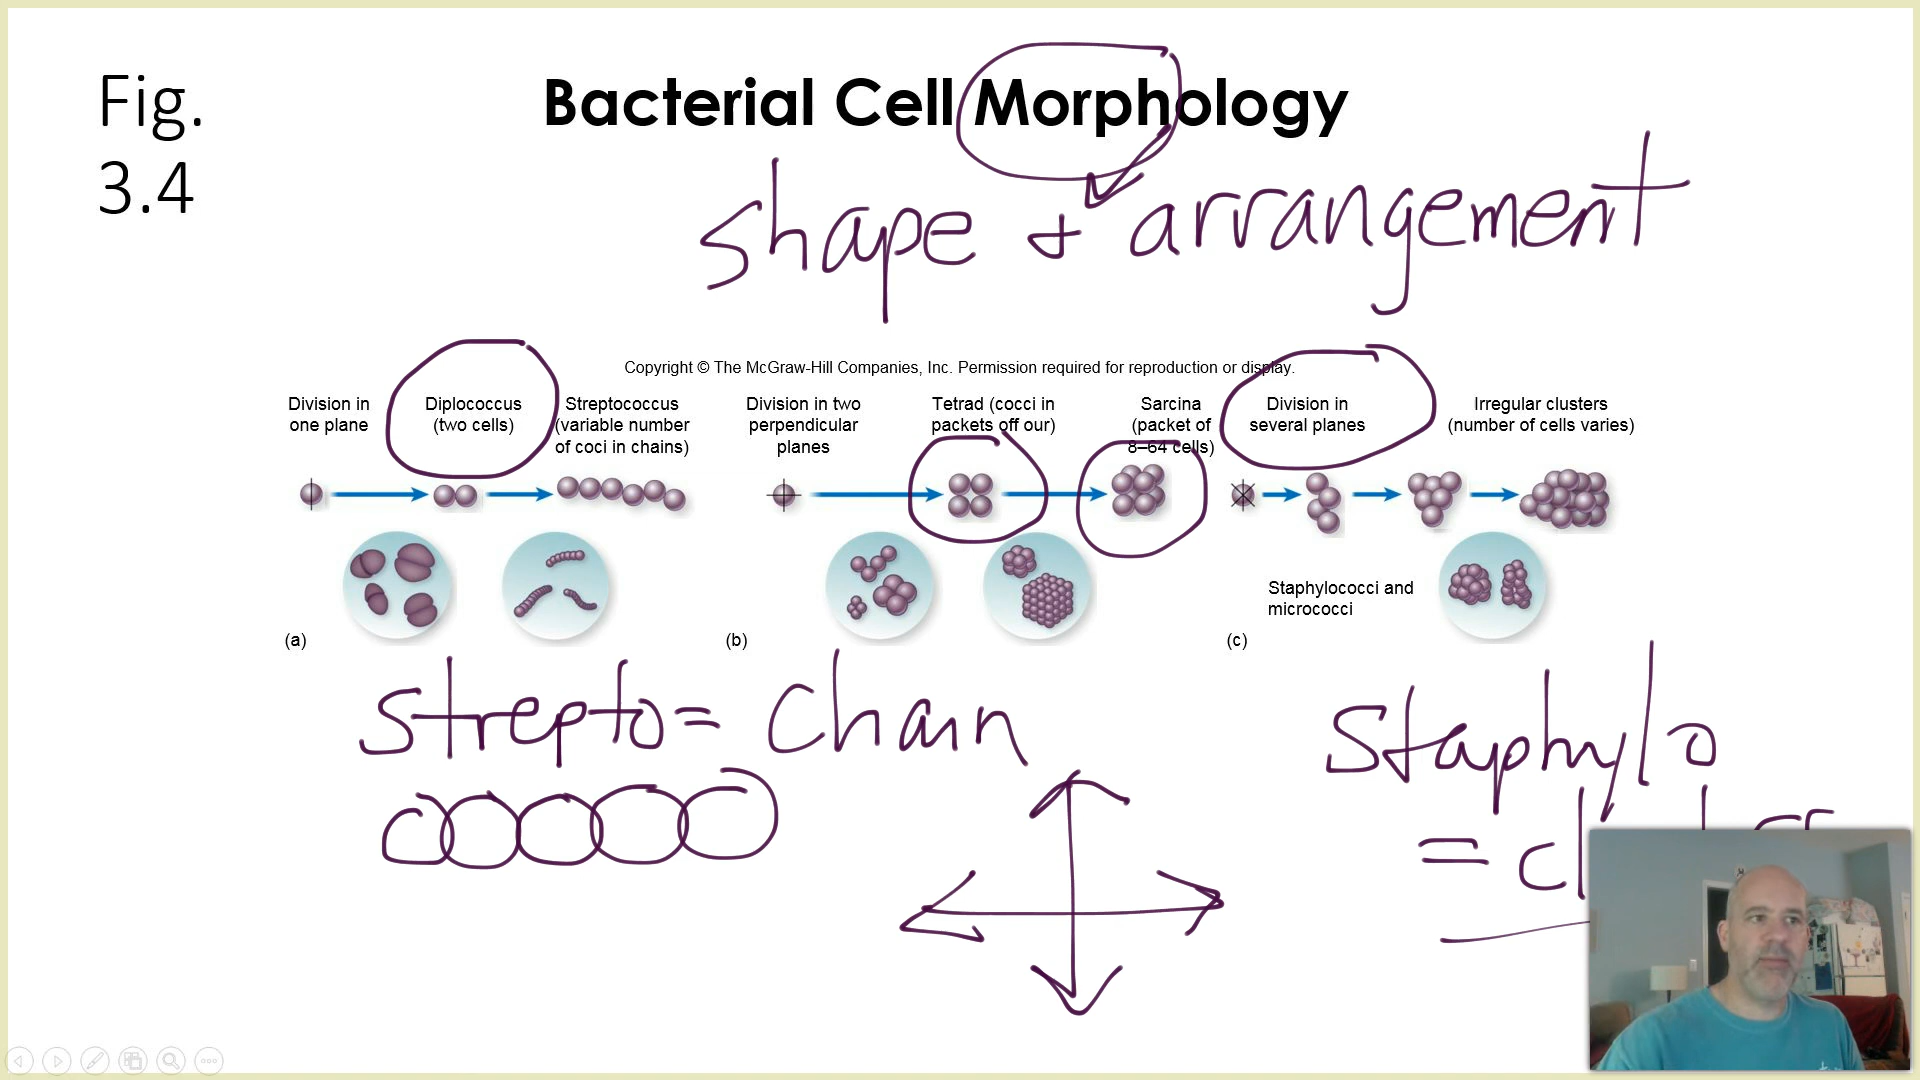 Fig.
3.4
Bacterial Cell Morphology
shape + arrangement
Copyright © The McGraw-Hill Companies, Inc. Permission required for reproduction or display.
Division in
one plane
Diplococcus
(two cells)
Streptococcus
(variable number
of coci in chains)
Division in two
perpendicular
planes
Tetrad (cocci in
packets off our)
Sarcina
(packet of
8–64 cells)
Division in
several planes
Irregular clusters
(number of cells varies)
Staphylococci and
micrococci
(a)
(b)
(c)
strepto= chain
Staphylo
=